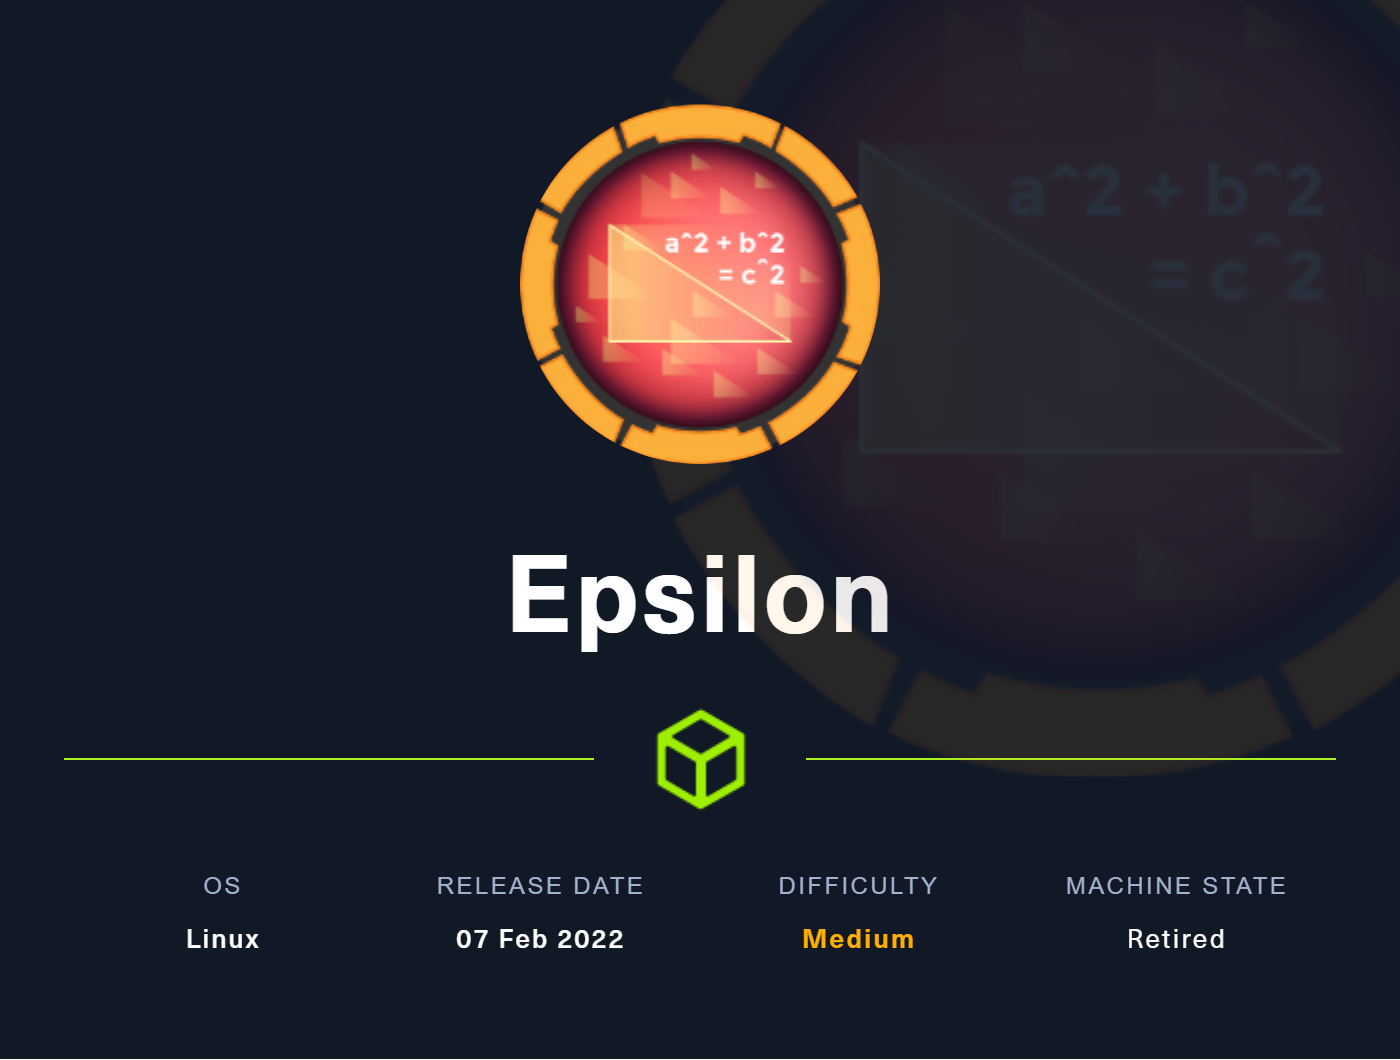 a^2 + b^2
= c^2
a^2 + b^2
= c^2
Epsilon
OS
RELEASE DATE
DIFFICULTY
MACHINE STATE
Linux
07 Feb 2022
Medium
Retired